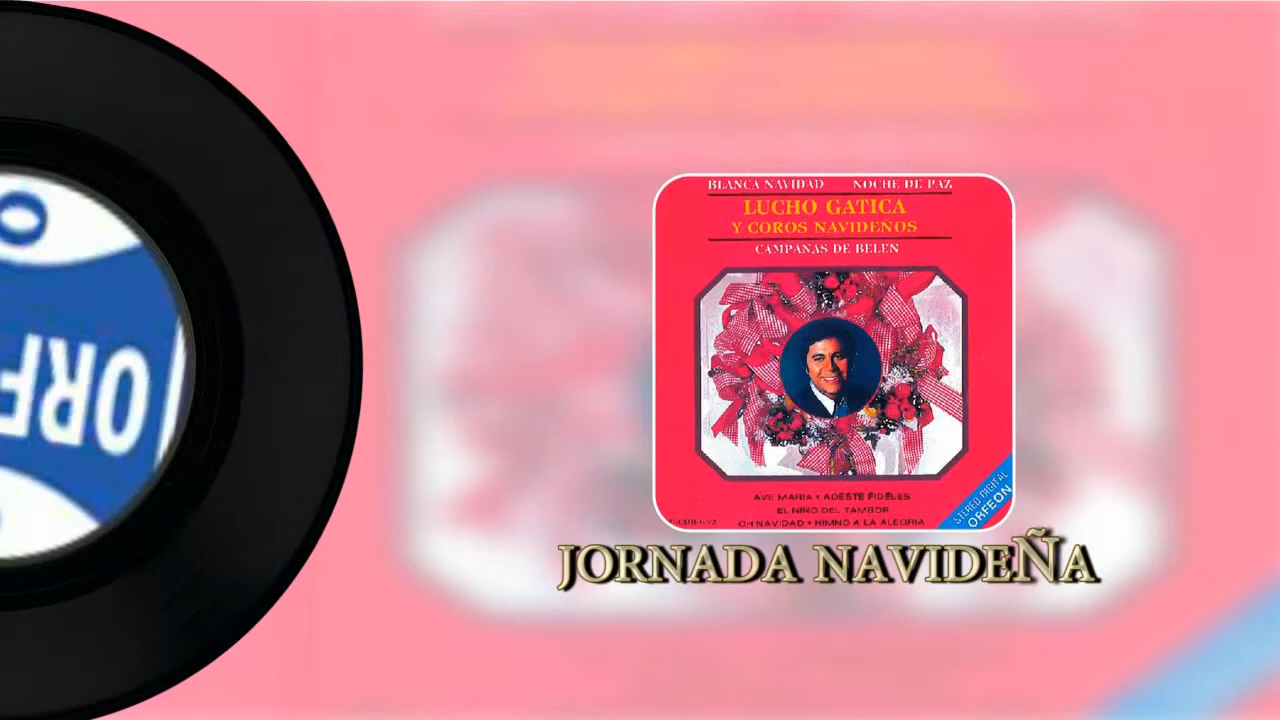 BLANCA NAVIDAD NOCHE DE PAZ
LUCHO GATICA
Y COROS NAVIDEÑOS
CAMPANAS DE BELEN
AVE MARIA • ADESTE FIDELES
EL NIÑO DEL TAMBOR
OH NAVIDAD • HIMNO A LA ALEGRIA
STEREO DIGITAL
ORFEON
JORNADA NAVIDEÑA
ORF